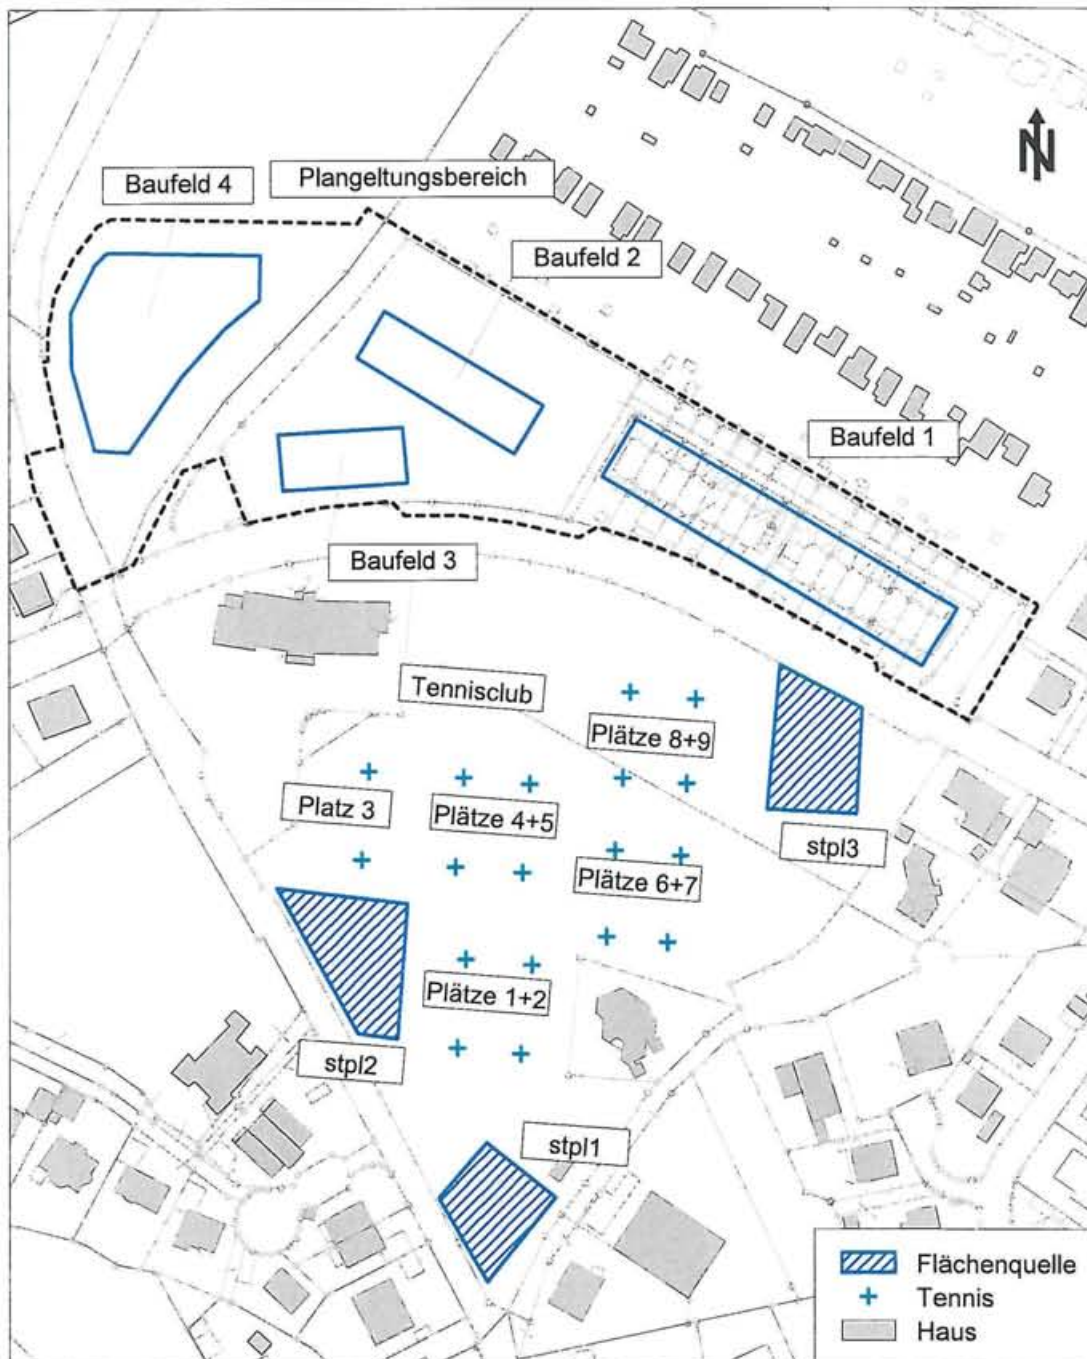 N
Baufeld 4
Plangeltungsbereich
Baufeld 2
Baufeld 1
Baufeld 3
Tennisclub
Plätze 8+9
Platz 3
Plätze 4+5
stpl3
Plätze 6+7
Plätze 1+2
stpl2
stpl1
Flächenquelle
Tennis
Haus